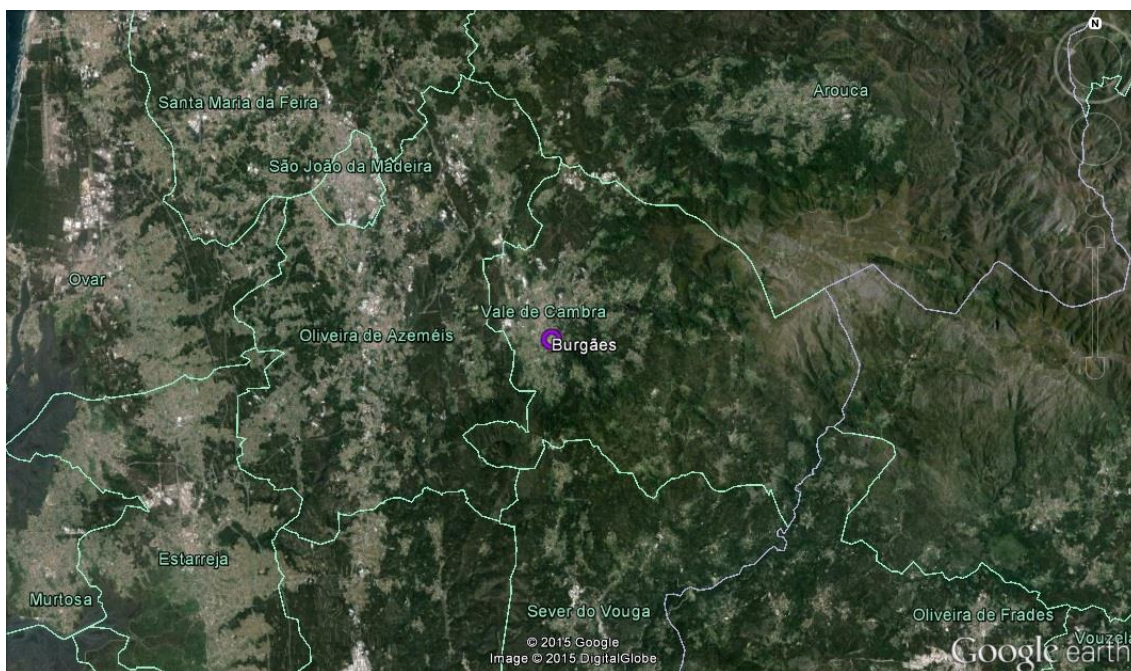 N
Arouca
Santa Maria da Feira
São João da Madeira
Ovar
Vale de Cambra
Oliveira de Azeméis
Burgães
Estarreja
Murtosa
Sever do Vouga
Oliveira de Frades
Vouzela
© 2015 Google
Image © 2015 DigitalGlobe
Google earth